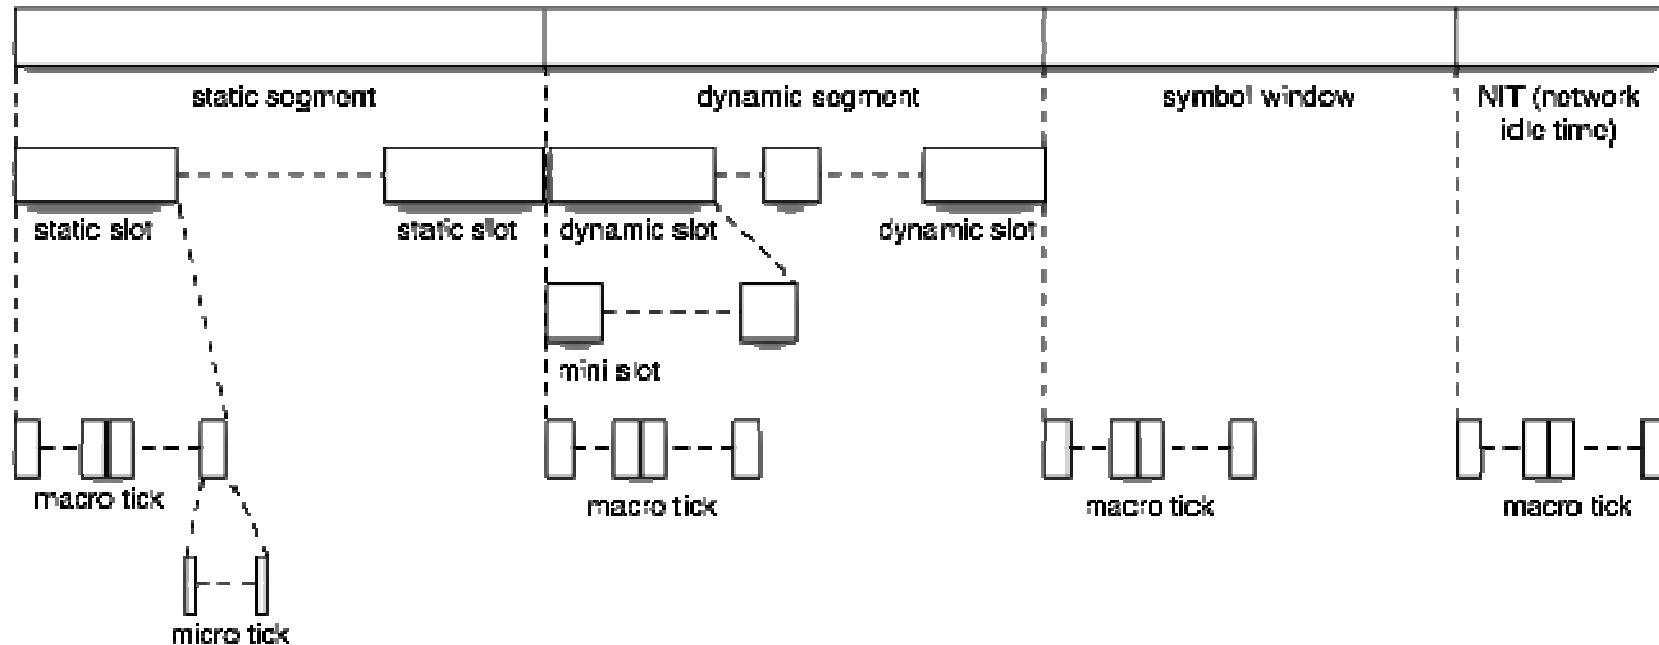 static segment
dynamic segment
symbol window
NIT (network
idle time)
static slot
static slot
dynamic slot
dynamic slot
mini slot
macro tick
macro tick
macro tick
macro tick
micro tick